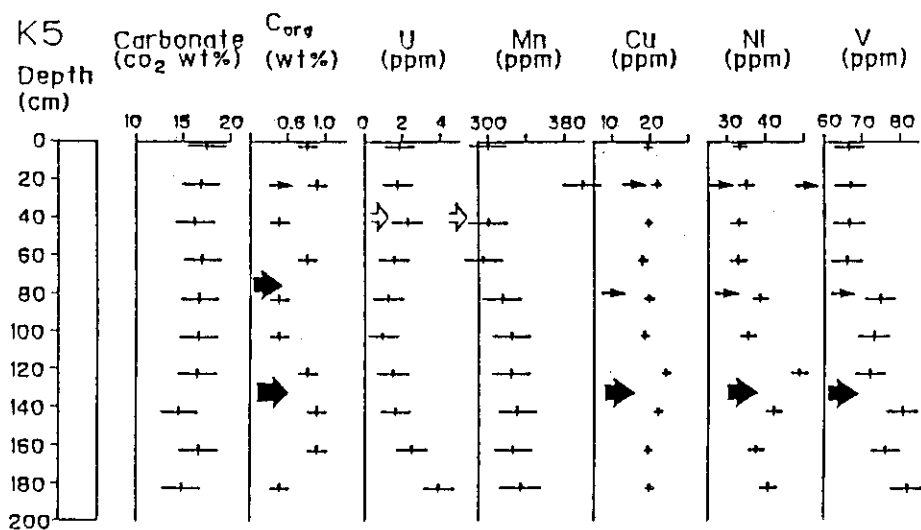 K5
Depth
(cm)
Carbonate
(co2 wt%)
Corg
(wt%)
U
(ppm)
Mn
(ppm)
Cu
(ppm)
NI
(ppm)
V
(ppm)
10 15 20
0.6 1.0
0 2 4
300 380
10 20
30 40
60 70 80
0
20
40
60
80
100
120
140
160
180
200